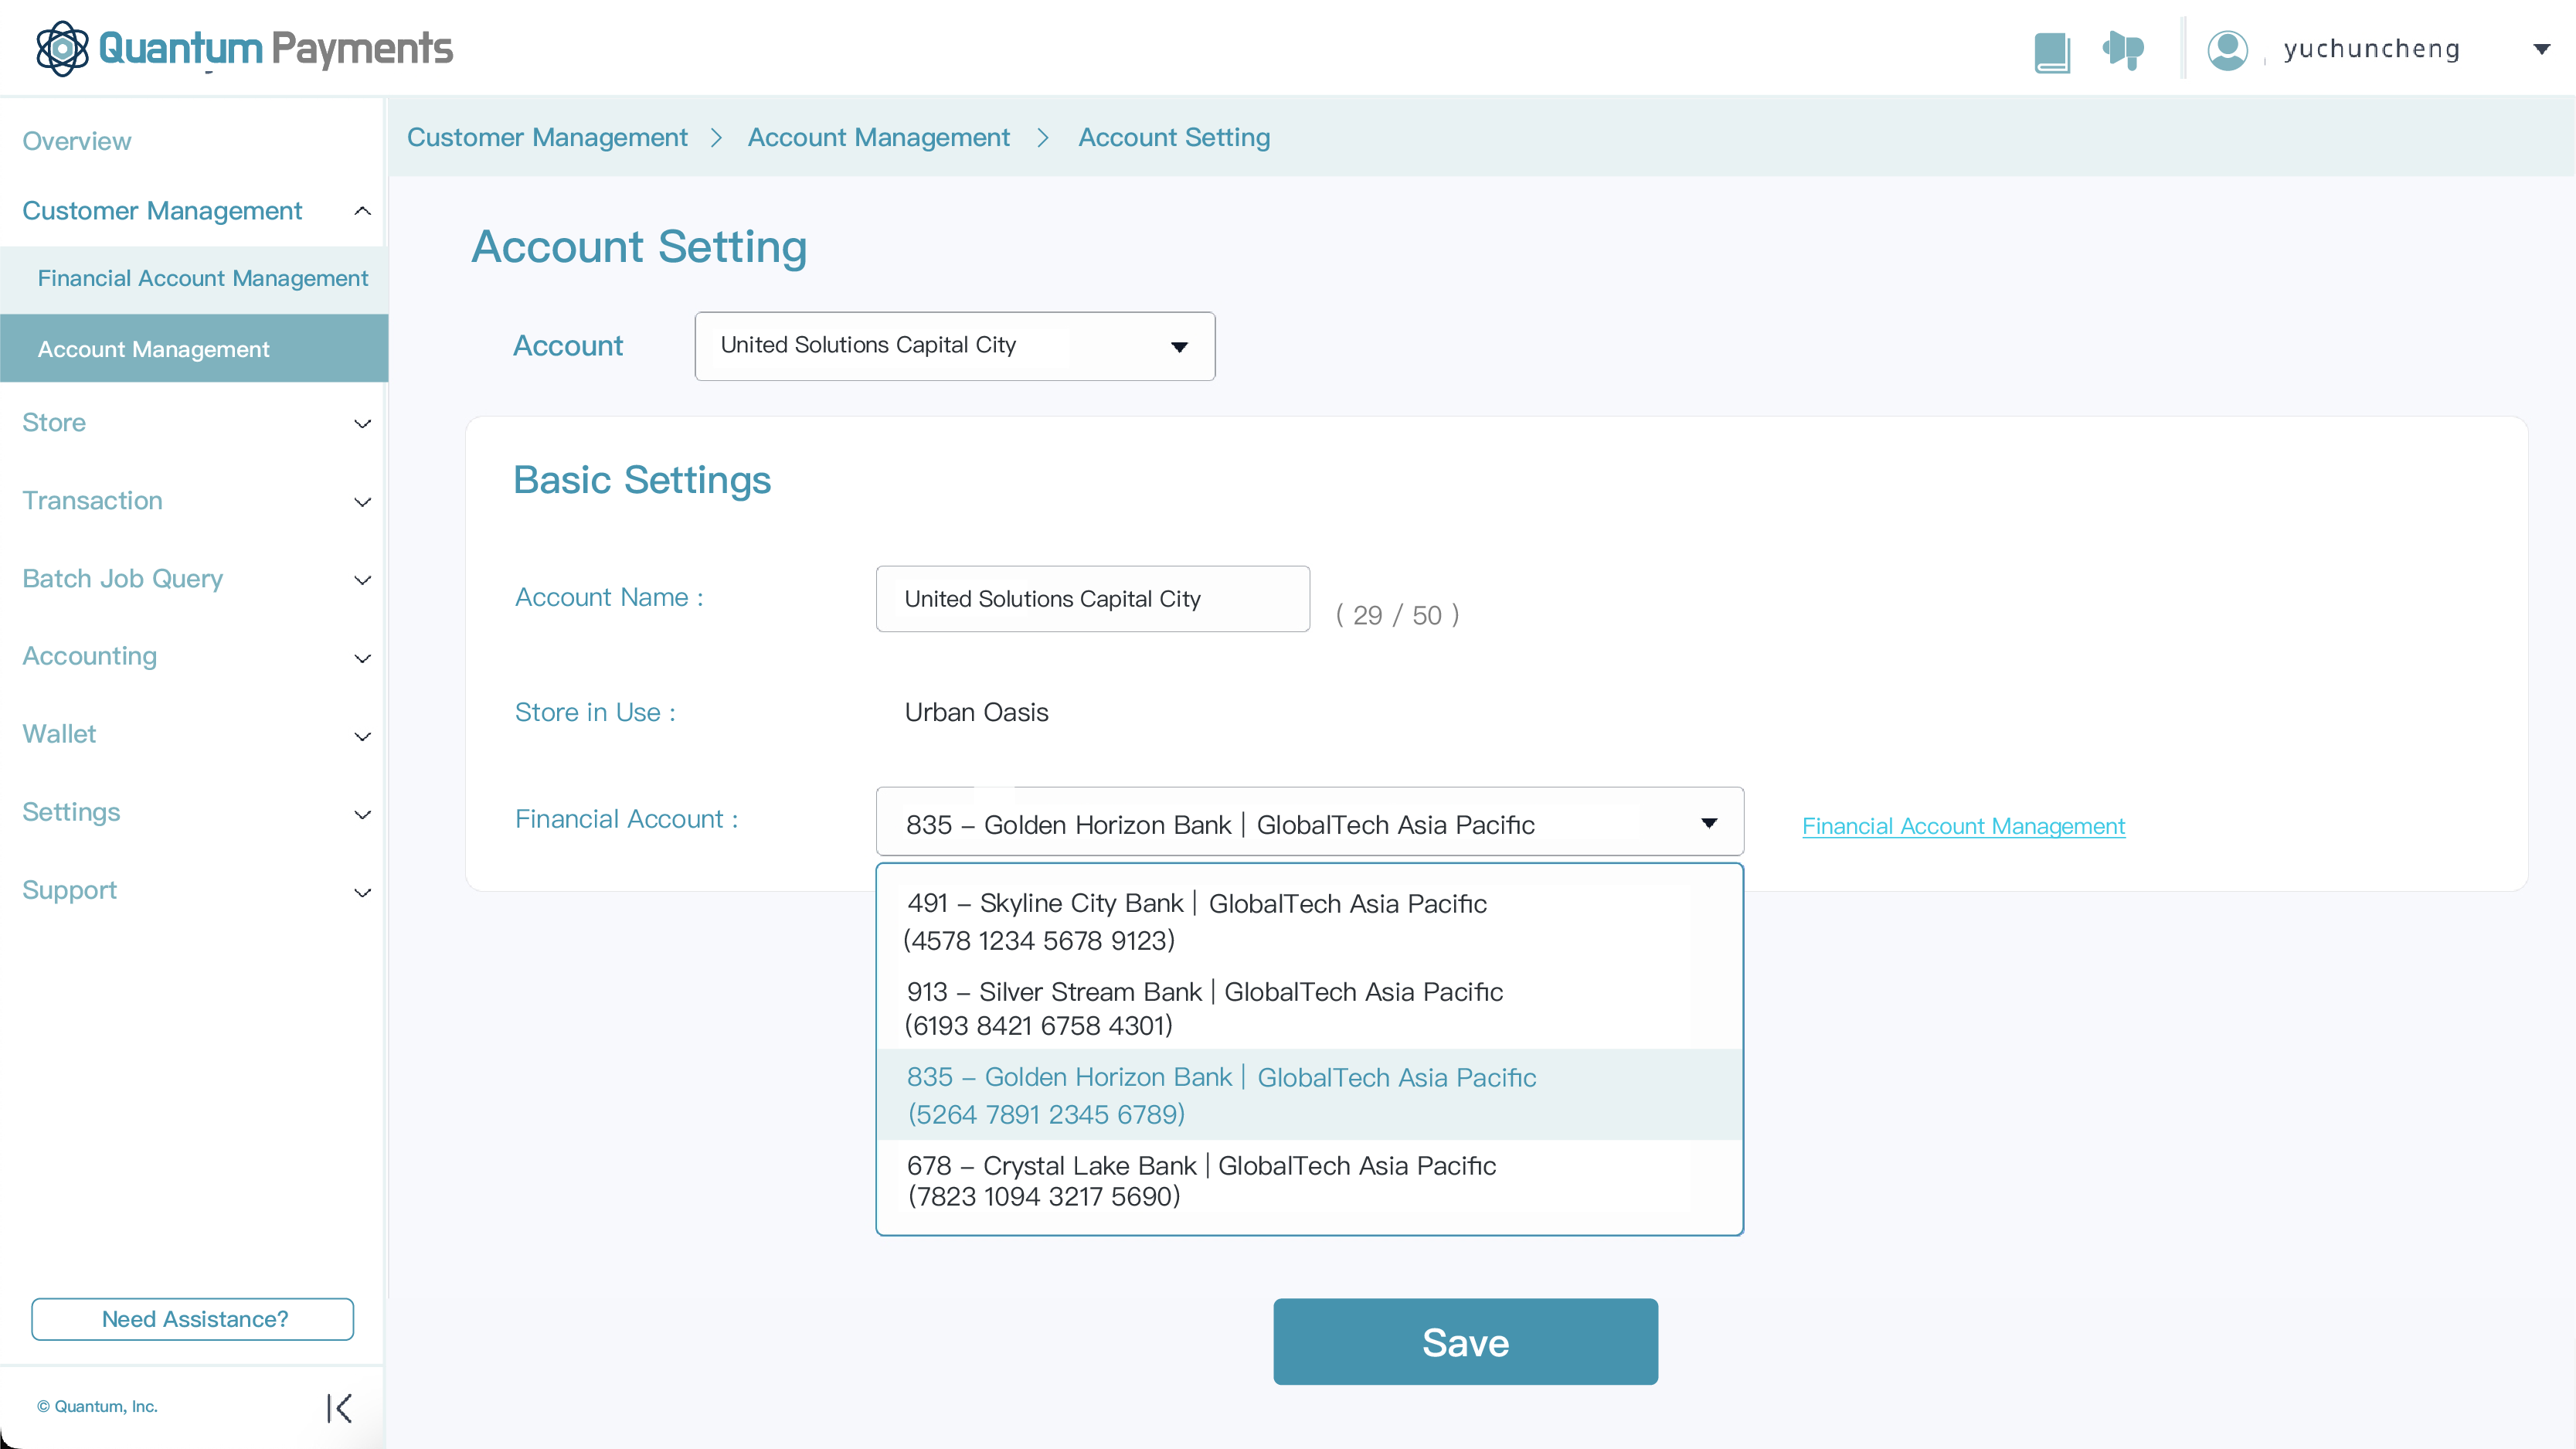 Quantum Payments
yuchuncheng
Overview
Customer Management
Financial Account Management
Account Management
Store
Transaction
Batch Job Query
Accounting
Wallet
Settings
Support
Need Assistance?
© Quantum, Inc.
Customer Management > Account Management > Account Setting
Account Setting
Account
United Solutions Capital City
Basic Settings
Account Name :
United Solutions Capital City
( 29 / 50 )
Store in Use :
Urban Oasis
Financial Account :
835 – Golden Horizon Bank | GlobalTech Asia Pacific
Financial Account Management
491 – Skyline City Bank | GlobalTech Asia Pacific
(4578 1234 5678 9123)
913 – Silver Stream Bank | GlobalTech Asia Pacific
(6193 8421 6758 4301)
835 – Golden Horizon Bank | GlobalTech Asia Pacific
(5264 7891 2345 6789)
678 – Crystal Lake Bank | GlobalTech Asia Pacific
(7823 1094 3217 5690)
Save